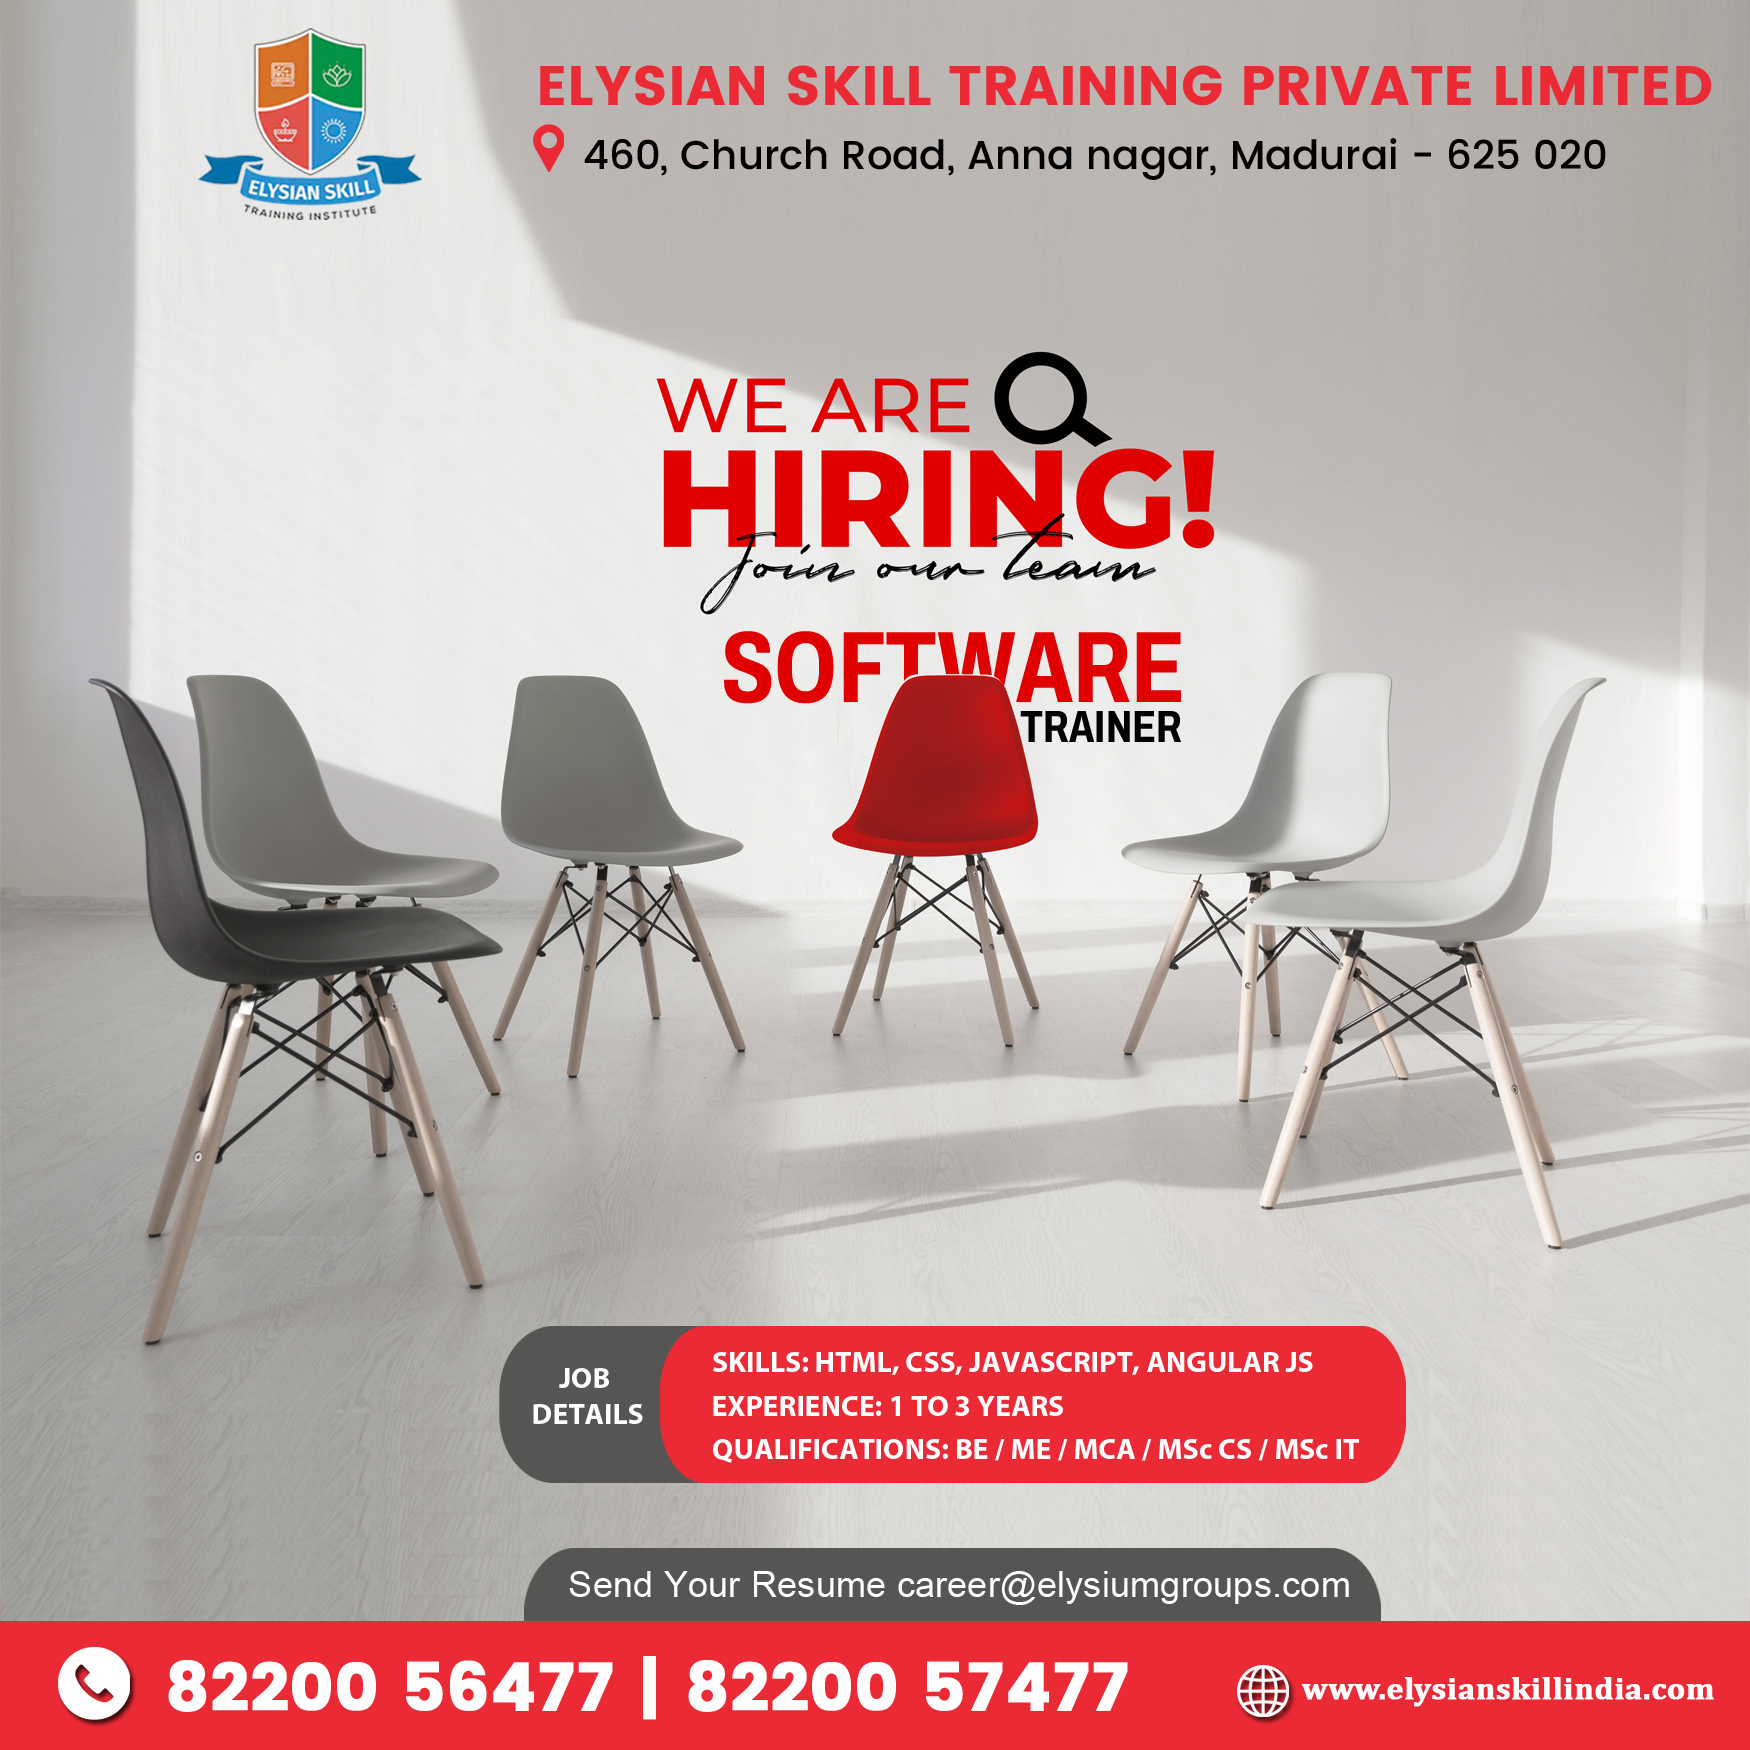 ELYSIAN SKILL
TRAINING INSTITUTE
ELYSIAN SKILL TRAINING PRIVATE LIMITED
460, Church Road, Anna nagar, Madurai - 625 020
WE ARE
HIRING!
Join our team
SOFTWARE
TRAINER
JOB
DETAILS
SKILLS: HTML, CSS, JAVASCRIPT, ANGULAR JS
EXPERIENCE: 1 TO 3 YEARS
QUALIFICATIONS: BE / ME / MCA / MSc CS / MSc IT
Send Your Resume career@elysiumgroups.com
82200 56477 | 82200 57477
www.elysianskillindia.com